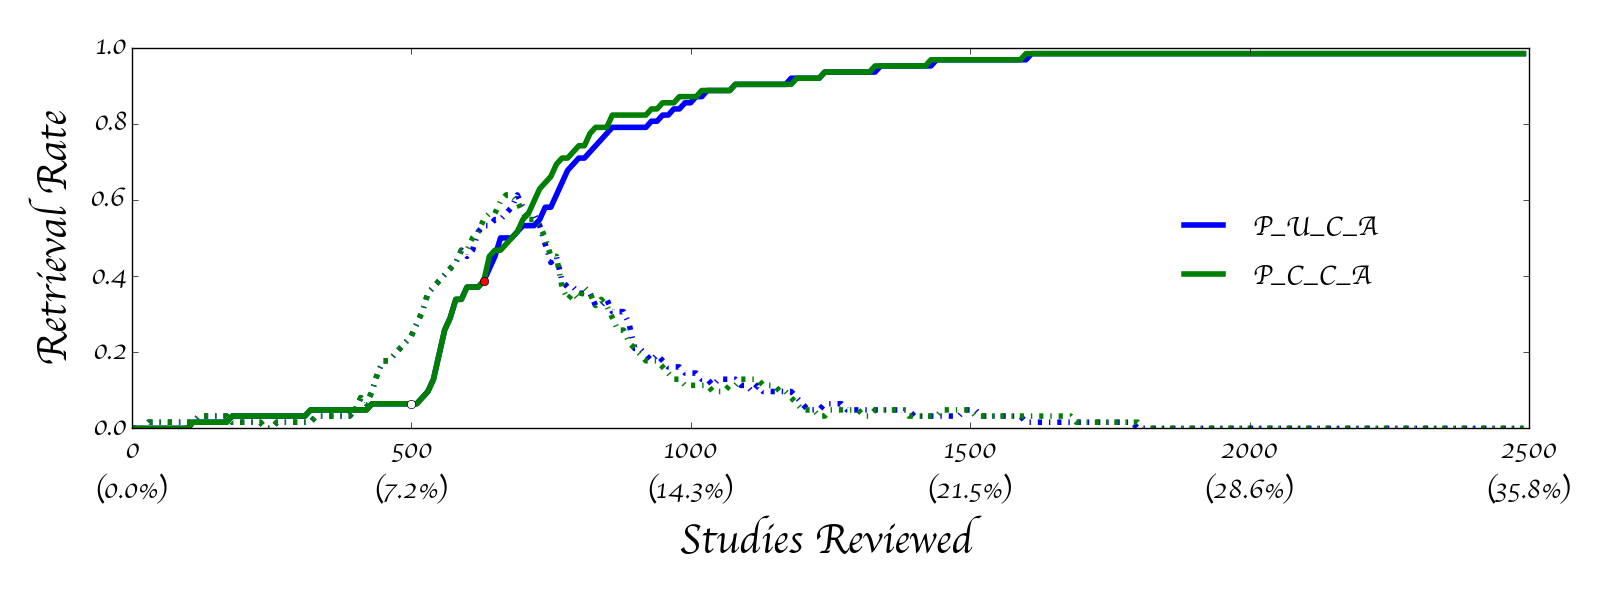 Retrieval Rate
1.0
0.8
0.6
0.4
0.2
0.0
P_U_C_A
P_C_C_A
0 500 1000 1500 2000 2500
(0.0%) (7.2%) (14.3%) (21.5%) (28.6%) (35.8%)
Studies Reviewed